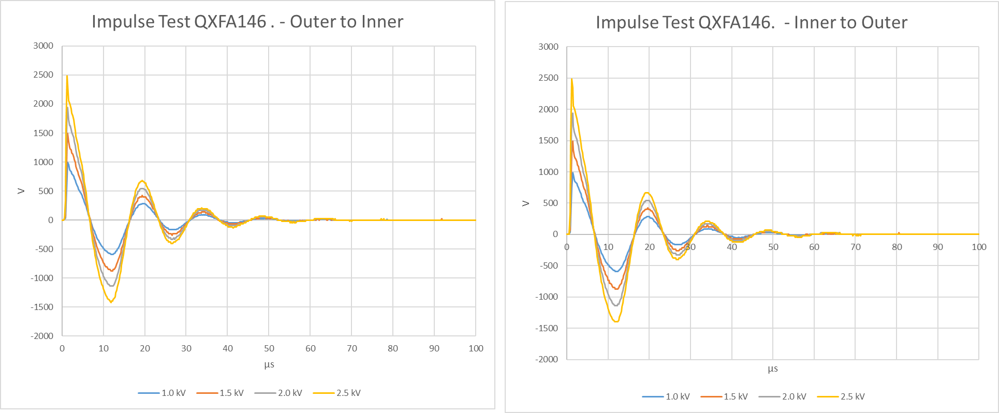 Impulse Test QXFA146 . - Outer to Inner
3000
2500
2000
1500
1000
500
0
-500
-1000
-1500
-2000
V
0 10 20 30 40 50 60 70 80 90 100
µs
1.0 kV 1.5 kV 2.0 kV 2.5 kV
Impulse Test QXFA146.  - Inner to Outer
3000
2500
2000
1500
1000
500
0
-500
-1000
-1500
-2000
V
0 10 20 30 40 50 60 70 80 90 100
µs
1.0 kV 1.5 kV 2.0 kV 2.5 kV